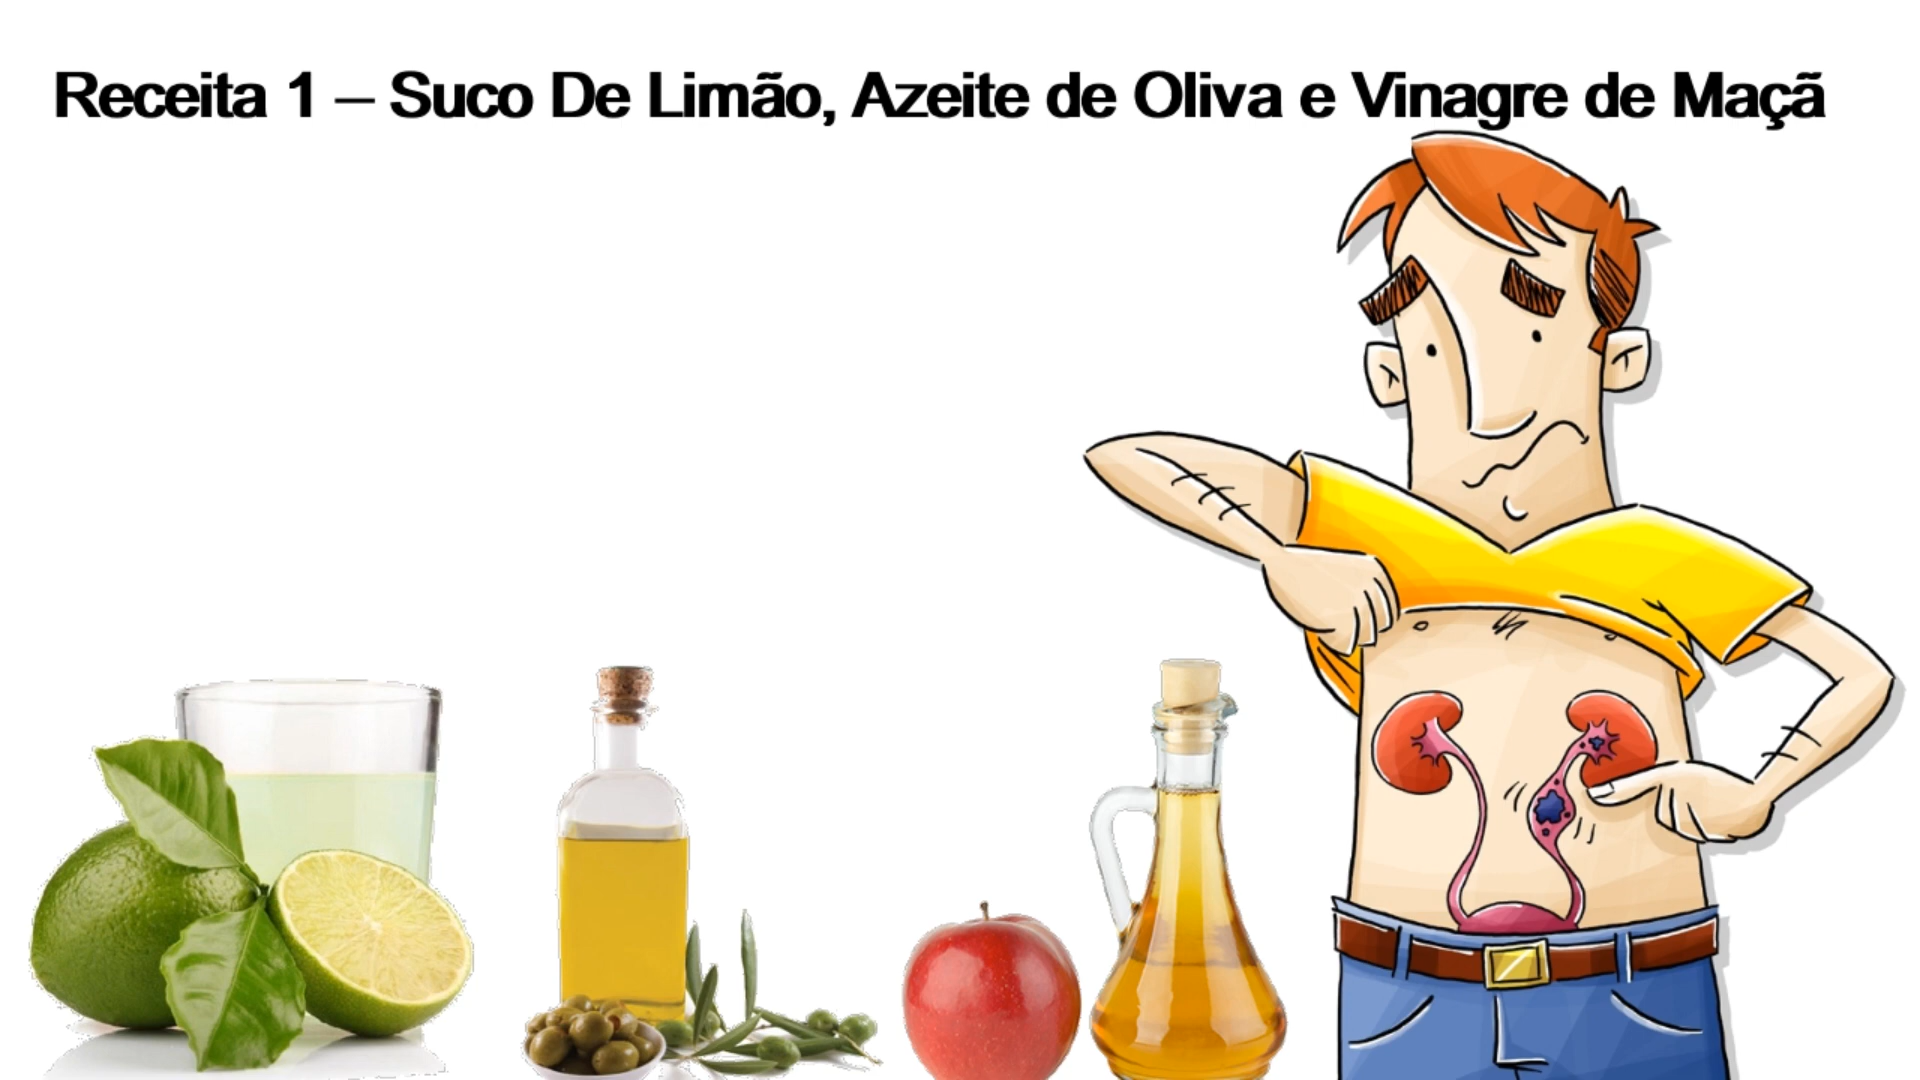 Receita 1 – Suco De Limão, Azeite de Oliva e Vinagre de Maçã